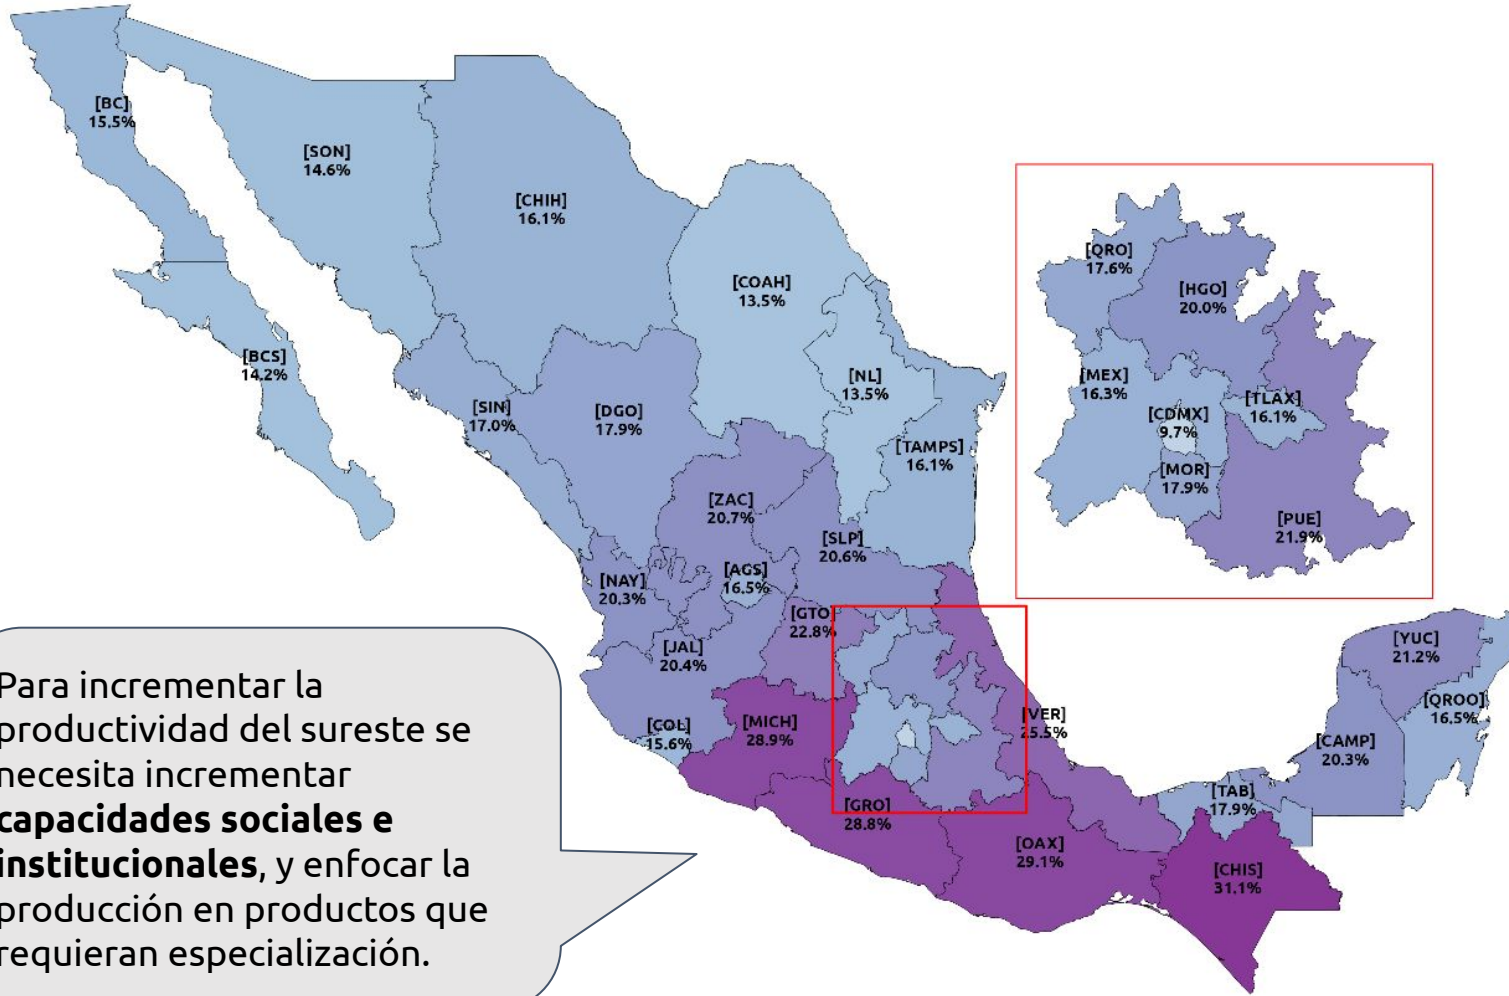 [BC]
15.5%
[SON]
14.6%
[CHIH]
16.1%
[COAH]
13.5%
[BCS]
14.2%
[NL]
13.5%
[SIN]
17.0%
[DGO]
17.9%
[TAMPS]
16.1%
[ZAC]
20.7%
[SLP]
20.6%
[NAY]
20.3%
[AGS]
16.5%
[GTO]
22.8%
[JAL]
20.4%
[COL]
15.6%
[MICH]
28.9%
[VER]
25.5%
[GRO]
28.8%
[OAX]
29.1%
[CHIS]
31.1%
[TAB]
17.9%
[CAMP]
20.3%
[YUC]
21.2%
[QROO]
16.5%
[QRO]
17.6%
[HGO]
20.0%
[MEX]
16.3%
[CDMX]
9.7%
[TLAX]
16.1%
[MOR]
17.9%
[PUE]
21.9%
Para incrementar la
productividad del sureste se
necesita incrementar
capacidades sociales e
institucionales, y enfocar la
producción en productos que
requieran especialización.